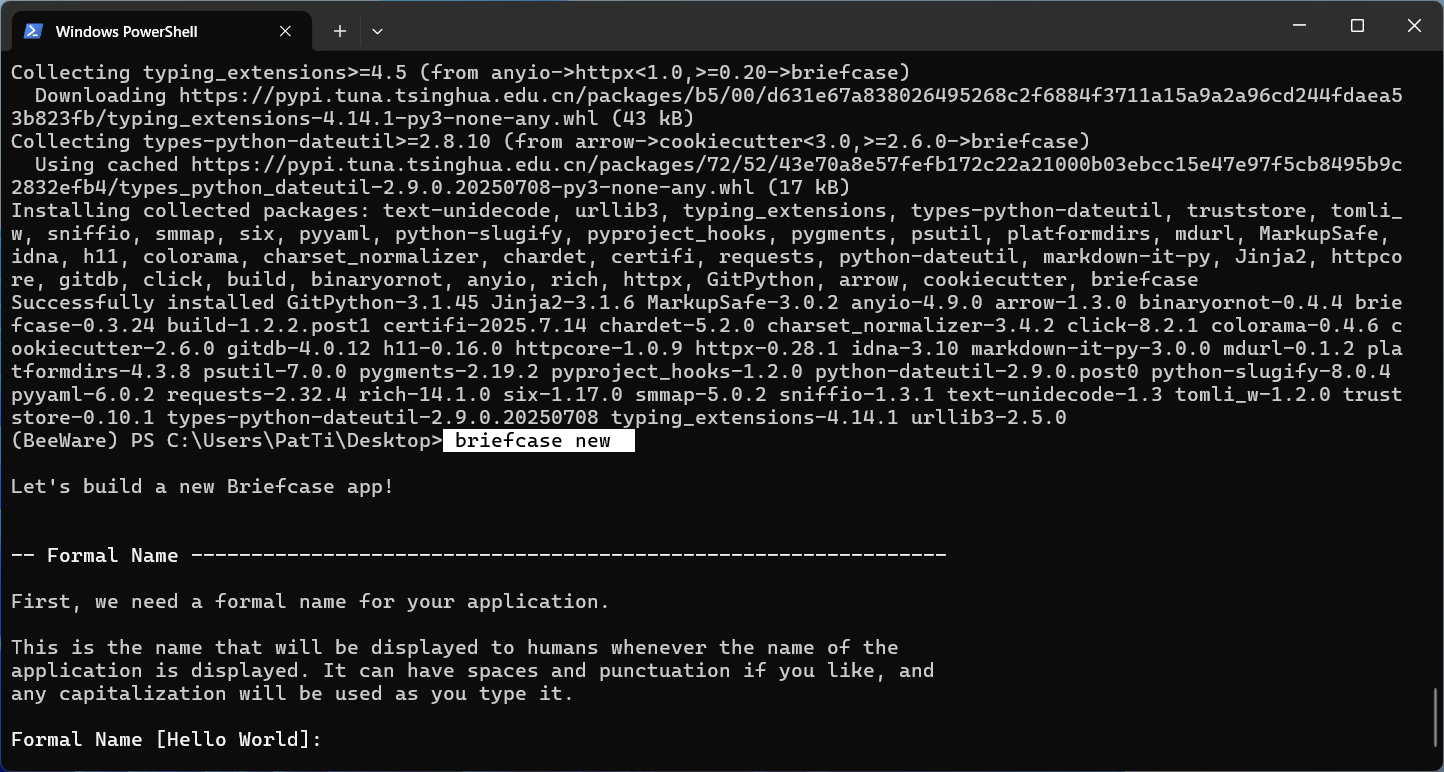 Windows PowerShell
Collecting typing_extensions>=4.5 (from anyio->httpx<1.0,>=0.20->briefcase)
  Downloading https://pypi.tuna.tsinghua.edu.cn/packages/b5/00/d631e67a838026495268c2f6884f3711a15a9a2a96cd244fdaea5
3b823fb/typing_extensions-4.14.1-py3-none-any.whl (43 kB)
Collecting types-python-dateutil>=2.8.10 (from arrow->cookiecutter<3.0,>=2.6.0->briefcase)
  Using cached https://pypi.tuna.tsinghua.edu.cn/packages/72/52/43e70a8e57fefb172c22a21000b03ebcc15e47e97f5cb8495b9c
2832efb4/types_python_dateutil-2.9.0.20250708-py3-none-any.whl (17 kB)
Installing collected packages: text-unidecode, urllib3, typing_extensions, types-python-dateutil, truststore, tomli_
w, sniffio, smmap, six, pyyaml, python-slugify, pyproject_hooks, pygments, psutil, platformdirs, mdurl, MarkupSafe,
idna, h11, colorama, charset_normalizer, chardet, certifi, requests, python-dateutil, markdown-it-py, Jinja2, httpco
re, gitdb, click, build, binaryornot, anyio, rich, httpx, GitPython, arrow, cookiecutter, briefcase
Successfully installed GitPython-3.1.45 Jinja2-3.1.6 MarkupSafe-3.0.2 anyio-4.9.0 arrow-1.3.0 binaryornot-0.4.4 brie
fcase-0.3.24 build-1.2.2.post1 certifi-2025.7.14 chardet-5.2.0 charset_normalizer-3.4.2 click-8.2.1 colorama-0.4.6 c
ookiecutter-2.6.0 gitdb-4.0.12 h11-0.16.0 httpcore-1.0.9 httpx-0.28.1 idna-3.10 markdown-it-py-3.0.0 mdurl-0.1.2 pla
tformdirs-4.3.8 psutil-7.0.0 pygments-2.19.2 pyproject_hooks-1.2.0 python-dateutil-2.9.0.post0 python-slugify-8.0.4
pyyaml-6.0.2 requests-2.32.4 rich-14.1.0 six-1.17.0 smmap-5.0.2 sniffio-1.3.1 text-unidecode-1.3 tomli_w-1.2.0 trust
store-0.10.1 types-python-dateutil-2.9.0.20250708 typing_extensions-4.14.1 urllib3-2.5.0
(BeeWare) PS C:\Users\PatTi\Desktop> briefcase new
Let's build a new Briefcase app!
-- Formal Name ---------------------------------------------------------------
First, we need a formal name for your application.
This is the name that will be displayed to humans whenever the name of the
application is displayed. It can have spaces and punctuation if you like, and
any capitalization will be used as you type it.
Formal Name [Hello World]: